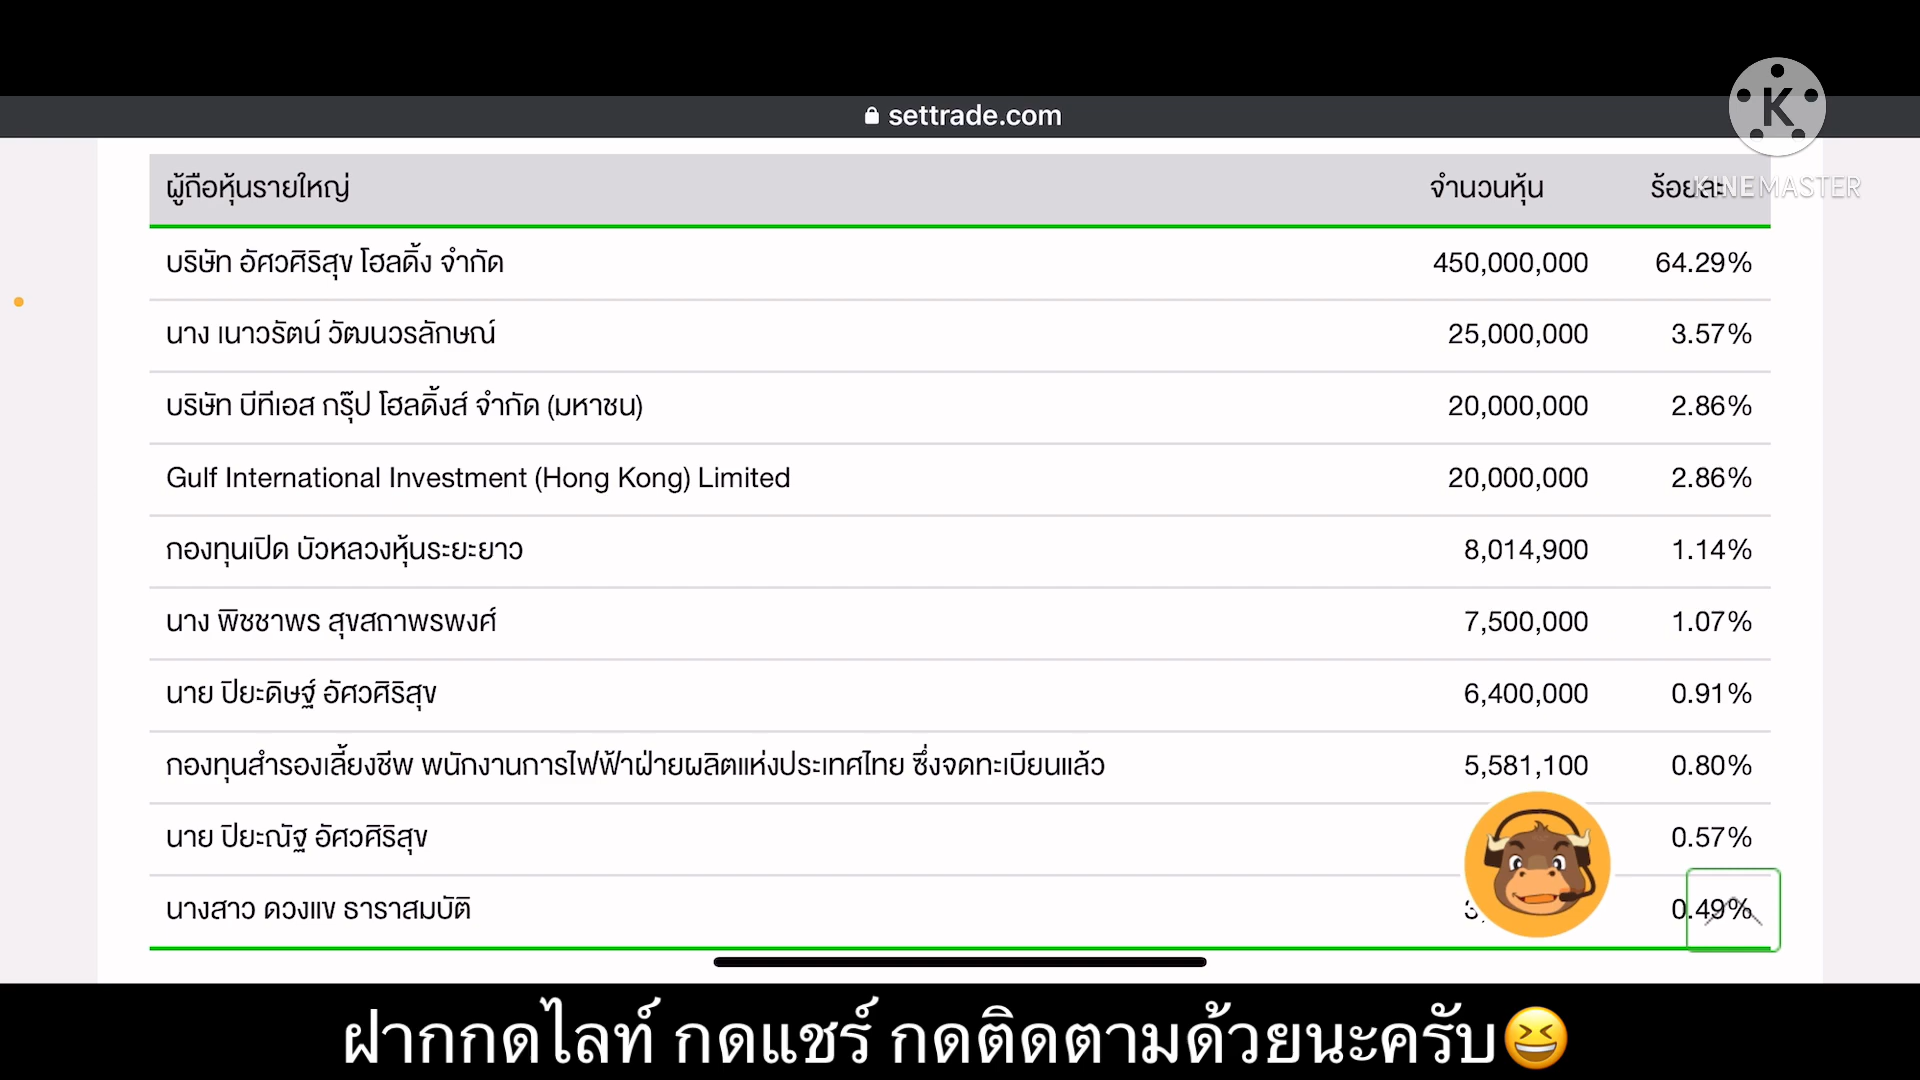 settrade.com
K
KINEMASTER
ผู้ถือหุ้นรายใหญ่ จำนวนหุ้น ร้อยละ
บริษัท อัศวศิริสุข โฮลดิ้ง จำกัด 450,000,000 64.29%
นาง เนาวรัตน์ วัฒนวรลักษณ์ 25,000,000 3.57%
บริษัท บีทีเอส กรุ๊ป โฮลดิ้งส์ จำกัด (มหาชน) 20,000,000 2.86%
Gulf International Investment (Hong Kong) Limited 20,000,000 2.86%
กองทุนเปิด บัวหลวงหุ้นระยะยาว 8,014,900 1.14%
นาง พิชชาพร สุขสถาพรพงศ์ 7,500,000 1.07%
นาย ปิยะดิษฐ์ อัศวศิริสุข 6,400,000 0.91%
กองทุนสำรองเลี้ยงชีพ พนักงานการไฟฟ้าฝ่ายผลิตแห่งประเทศไทย ซึ่งจดทะเบียนแล้ว 5,581,100 0.80%
นาย ปิยะณัฐ อัศวศิริสุข 0.57%
นางสาว ดวงแข ธาราสมบัติ 0.49%
ฝากกดไลท์ กดแชร์ กดติดตามด้วยนะครับ😆